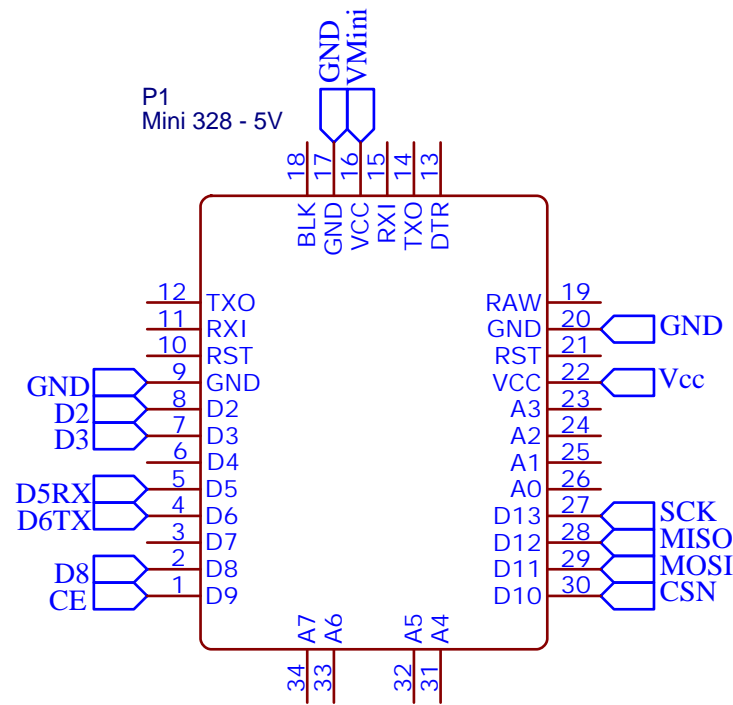 GND
VMini
P1
Mini 328 - 5V
18 17 16 15 14 13
BLK GND VCC RXI TXO DTR
12 TXO
11 RXI
10 RST
GND 9 GND
D2 8 D2
D3 7 D3
6 D4
D5RX 5 D5
D6TX 4 D6
3 D7
D8 2 D8
CE 1 D9
RAW 19
GND 20 GND
RST 21
VCC 22 Vcc
A3 23
A2 24
A1 25
A0 26
D13 27 SCK
D12 28 MISO
D11 29 MOSI
D10 30 CSN
A7 A6 A5 A4
34 33 32 31